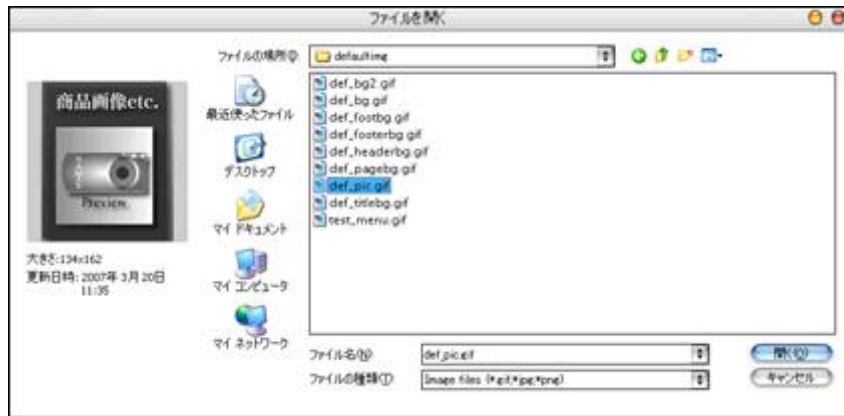 ファイルを開く
ファイルの場所(I):
defaultimg
商品画像etc.
Preview
大きさ:134x162
更新日時: 2007年 3月 20日
11:35
最近使ったファイル
デスクトップ
マイ ドキュメント
マイ コンピュータ
マイ ネットワーク
def_bg2.gif
def_bg.gif
def_footbg.gif
def_footerbg.gif
def_headerbg.gif
def_pagebg.gif
def_pic.gif
def_titlebg.gif
test_menu.gif
ファイル名(N):
def_pic.gif
開く(O)
ファイルの種類(T):
Image files (*.gif,*.jpg,*.png)
キャンセル